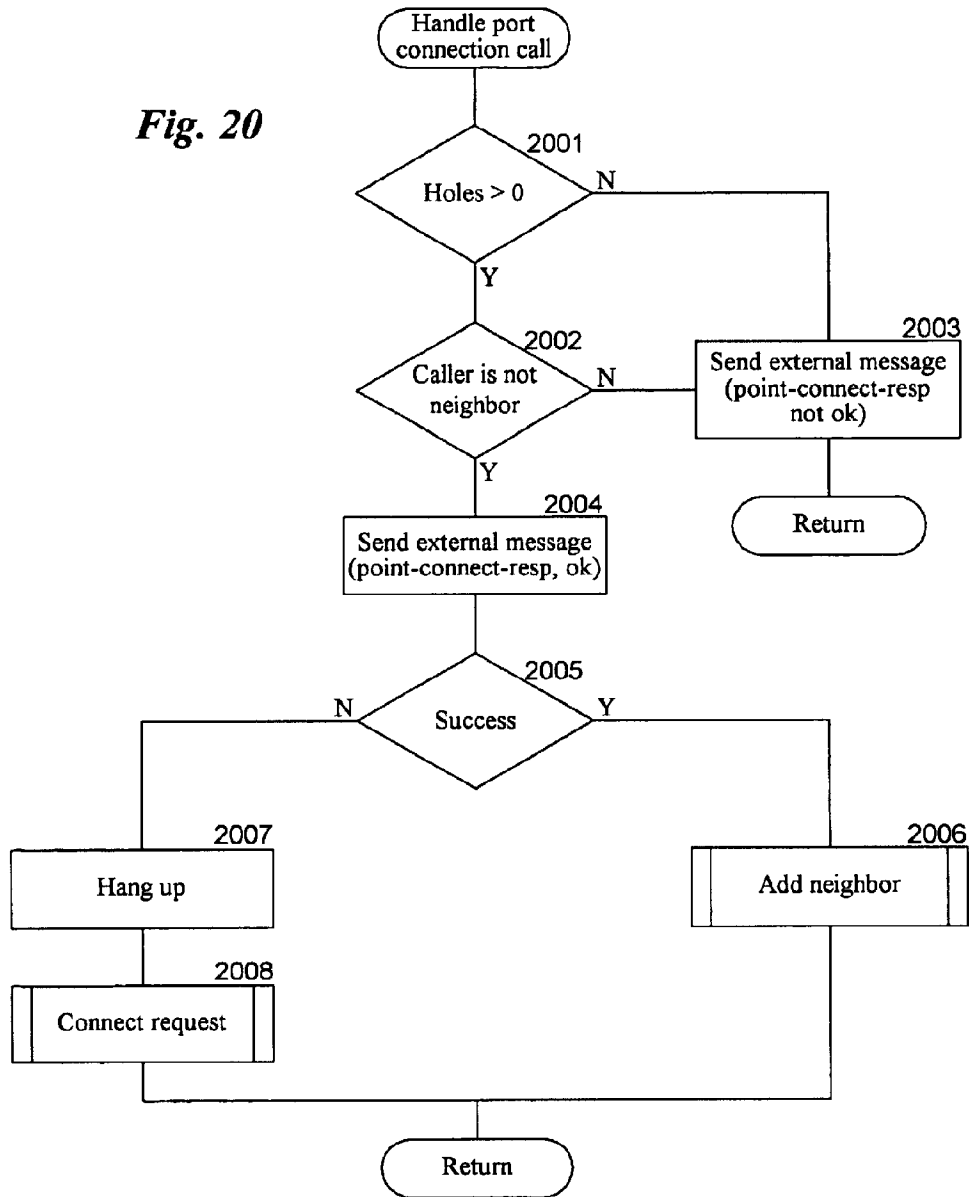 Handle port
connection call
Fig. 20
2001
Holes > 0
N
Y
2002
Caller is not
neighbor
N
Y
2003
Send external message
(point-connect-resp
not ok)
Return
2004
Send external message
(point-connect-resp, ok)
2005
Success
N
Y
2007
Hang up
2006
Add neighbor
2008
Connect request
Return